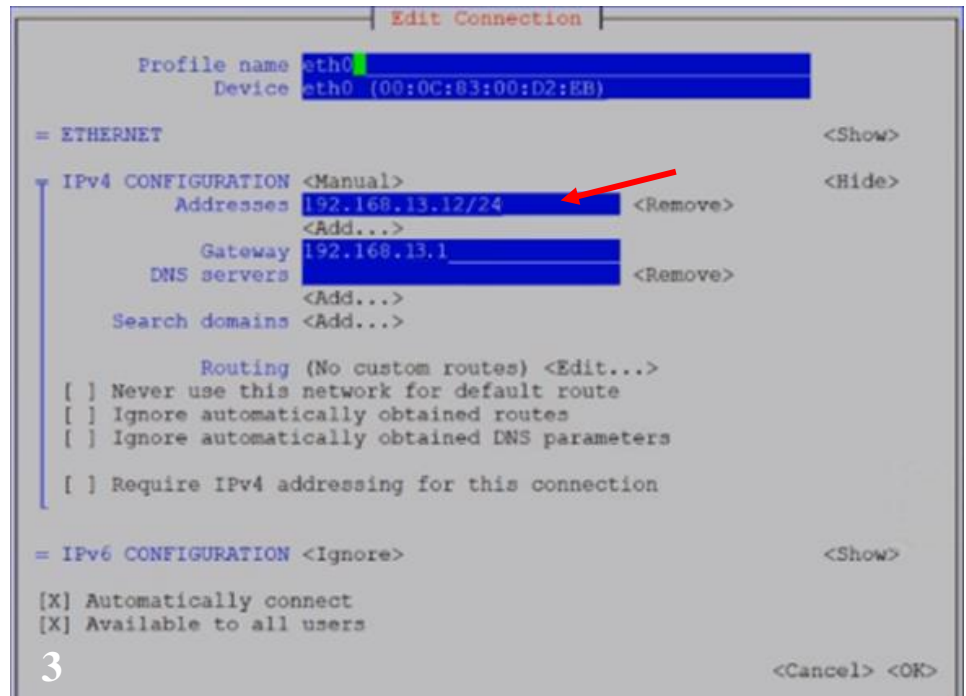 Edit Connection
Profile name eth0
Device eth0 (00:0C:83:00:D2:EB)
= ETHERNET <Show>
IPv4 CONFIGURATION <Manual> <Hide>
Addresses 192.168.13.12/24 <Remove>
<Add...>
Gateway 192.168.13.1
DNS servers <Remove>
<Add...>
Search domains <Add...>
Routing (No custom routes) <Edit...>
[ ] Never use this network for default route
[ ] Ignore automatically obtained routes
[ ] Ignore automatically obtained DNS parameters
[ ] Require IPv4 addressing for this connection
= IPv6 CONFIGURATION <Ignore> <Show>
[X] Automatically connect
[X] Available to all users
3
<Cancel> <OK>